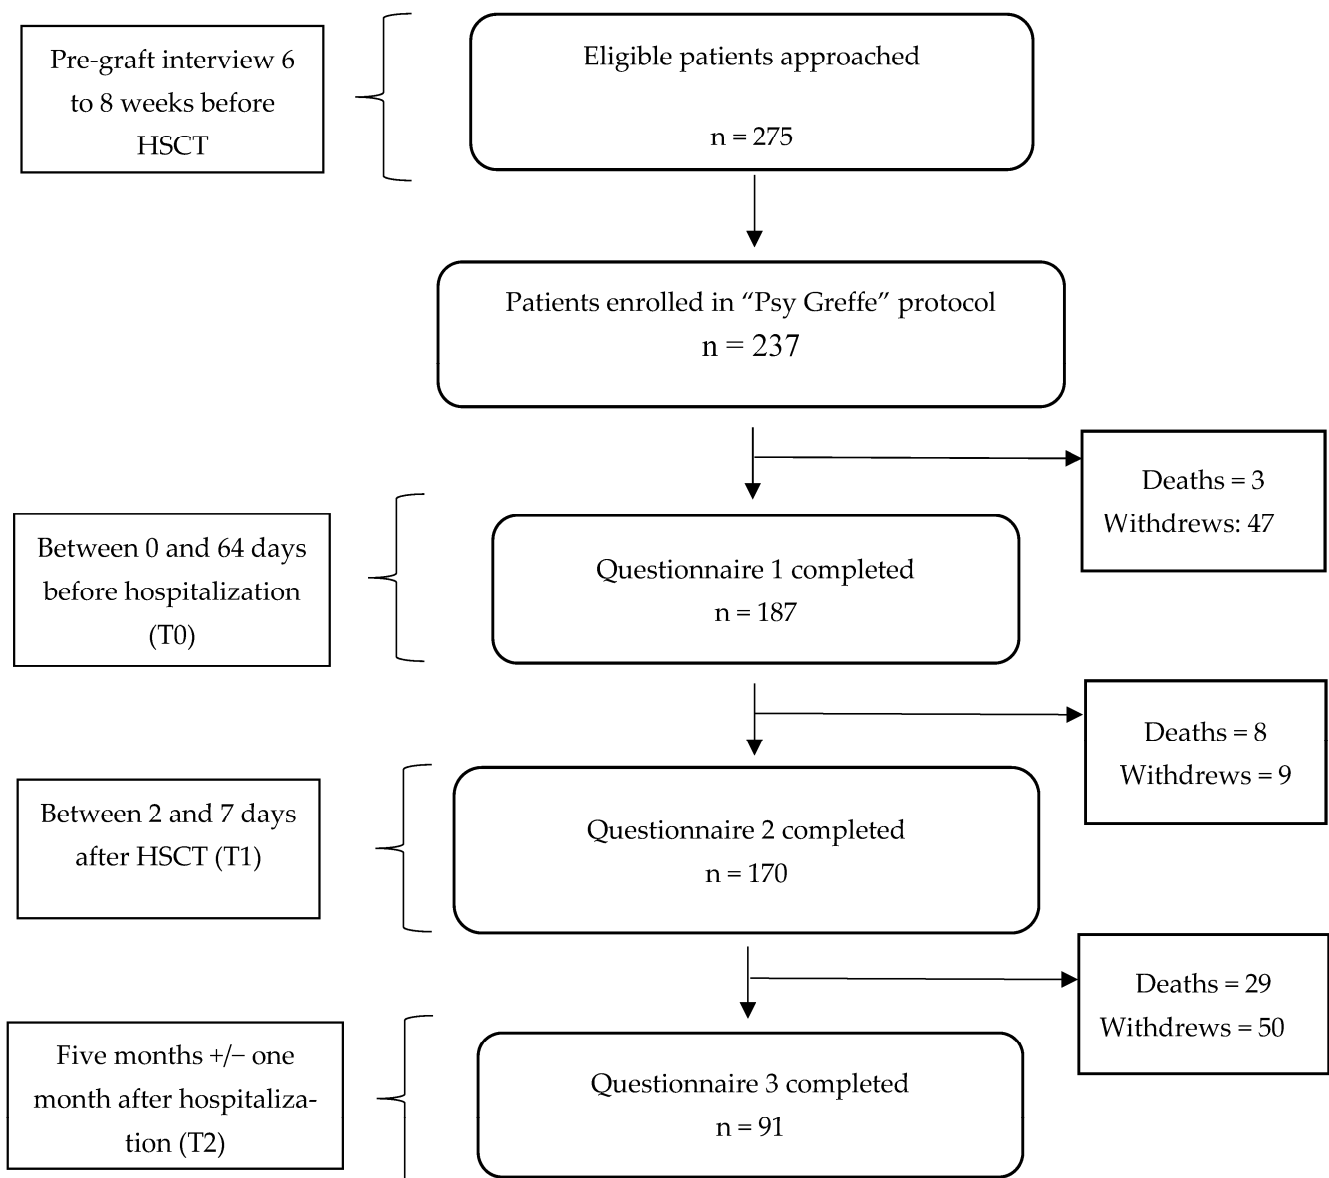 Pre-graft interview 6
to 8 weeks before
HSCT
Eligible patients approached
n = 275
Patients enrolled in “Psy Greffe” protocol
n = 237
Deaths = 3
Withdrews: 47
Between 0 and 64 days
before hospitalization
(T0)
Questionnaire 1 completed
n = 187
Deaths = 8
Withdrews = 9
Between 2 and 7 days
after HSCT (T1)
Questionnaire 2 completed
n = 170
Deaths = 29
Withdrews = 50
Five months +/− one
month after hospitaliza-
tion (T2)
Questionnaire 3 completed
n = 91